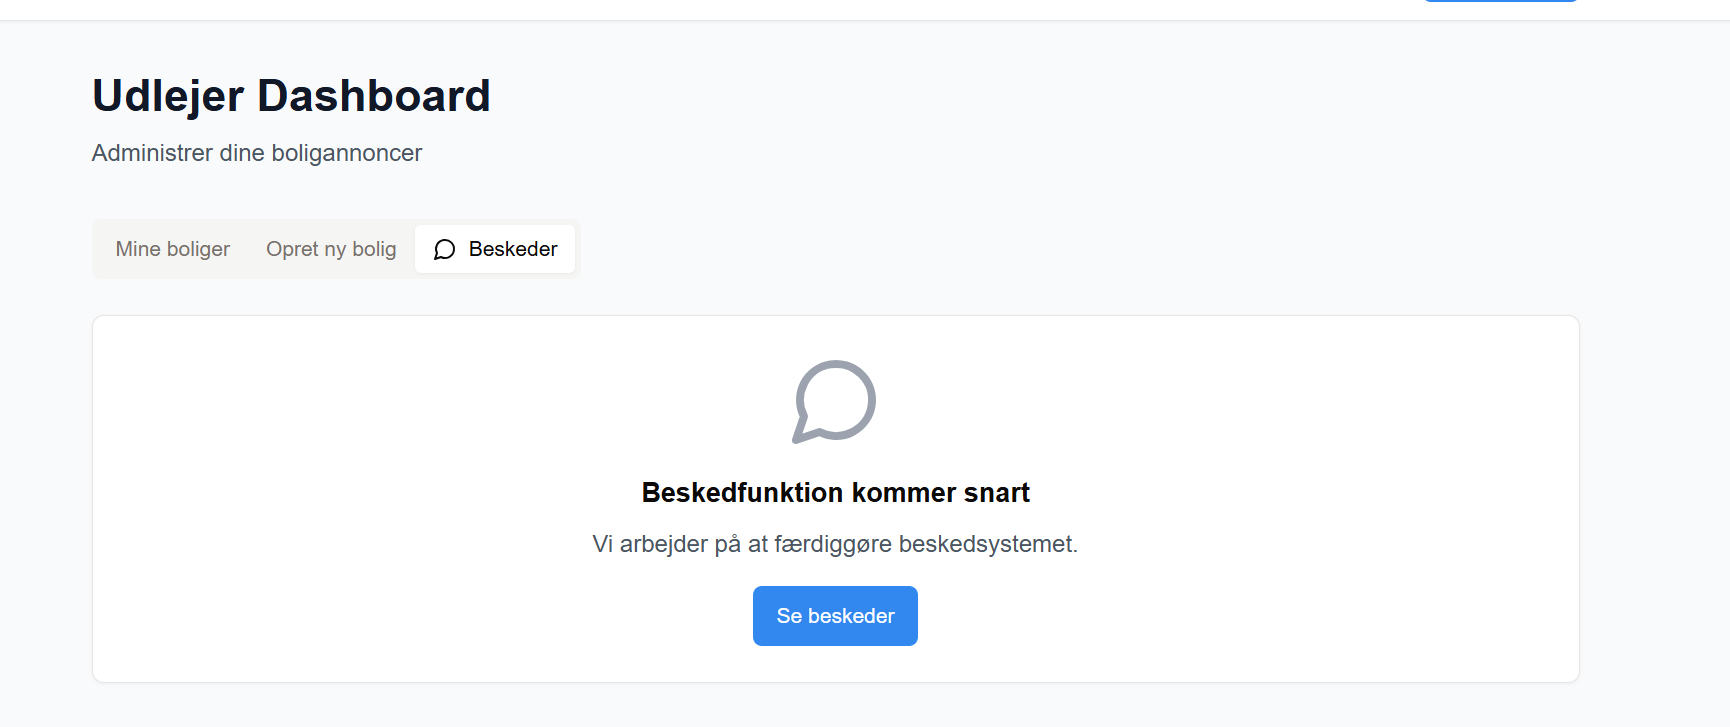 Udlejer Dashboard
Administrer dine boligannoncer
Mine boliger Opret ny bolig Beskeder
Beskedfunktion kommer snart
Vi arbejder på at færdiggøre beskedsystemet.
Se beskeder